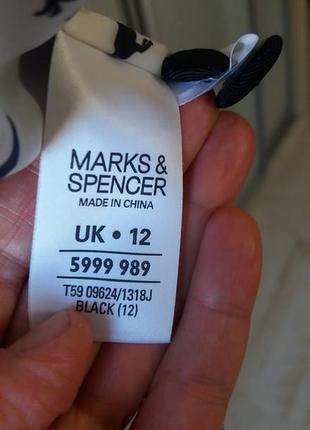 MARKS &
SPENCER
MADE IN CHINA
UK • 12
5999 989
T59 09624/1318J
BLACK (12)